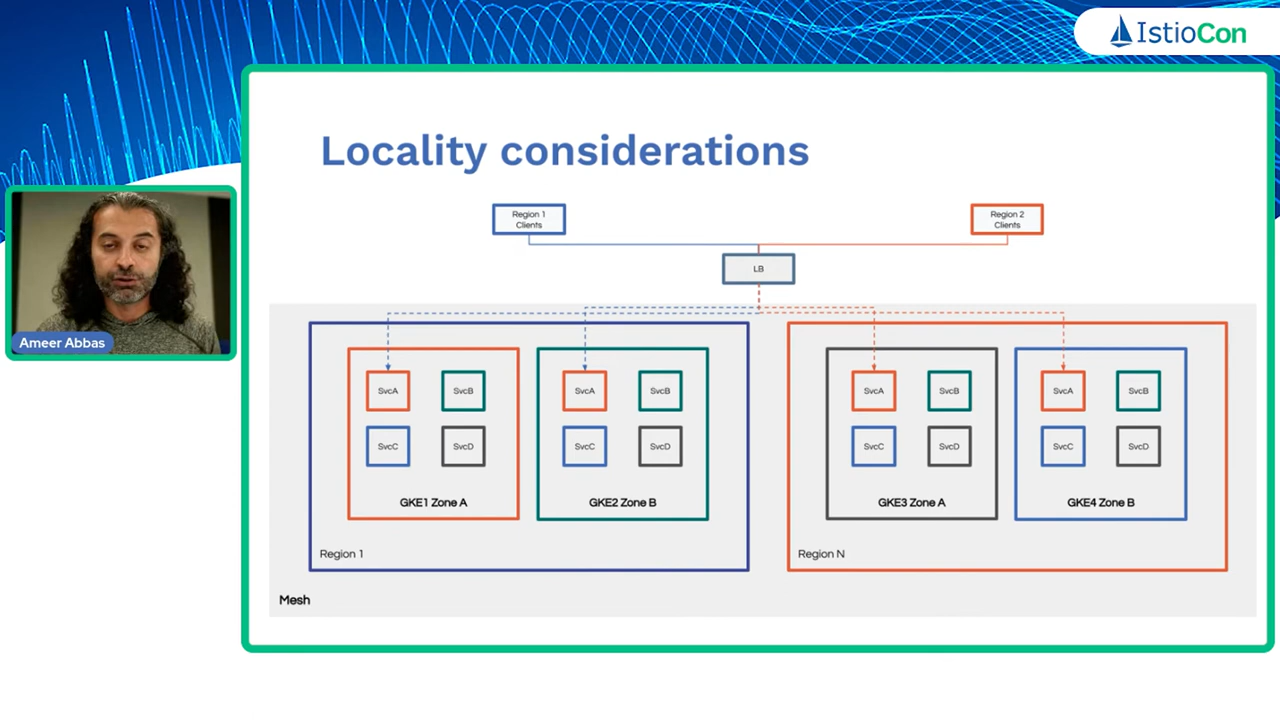 IstioCon
Locality considerations
Region 1
Clients
Region 2
Clients
LB
Ameer Abbas
SvcA
SvcB
SvcA
SvcB
SvcA
SvcB
SvcA
SvcB
SvcC
SvcD
SvcC
SvcD
SvcC
SvcD
SvcC
SvcD
GKE1 Zone A
GKE2 Zone B
GKE3 Zone A
GKE4 Zone B
Region 1
Region N
Mesh